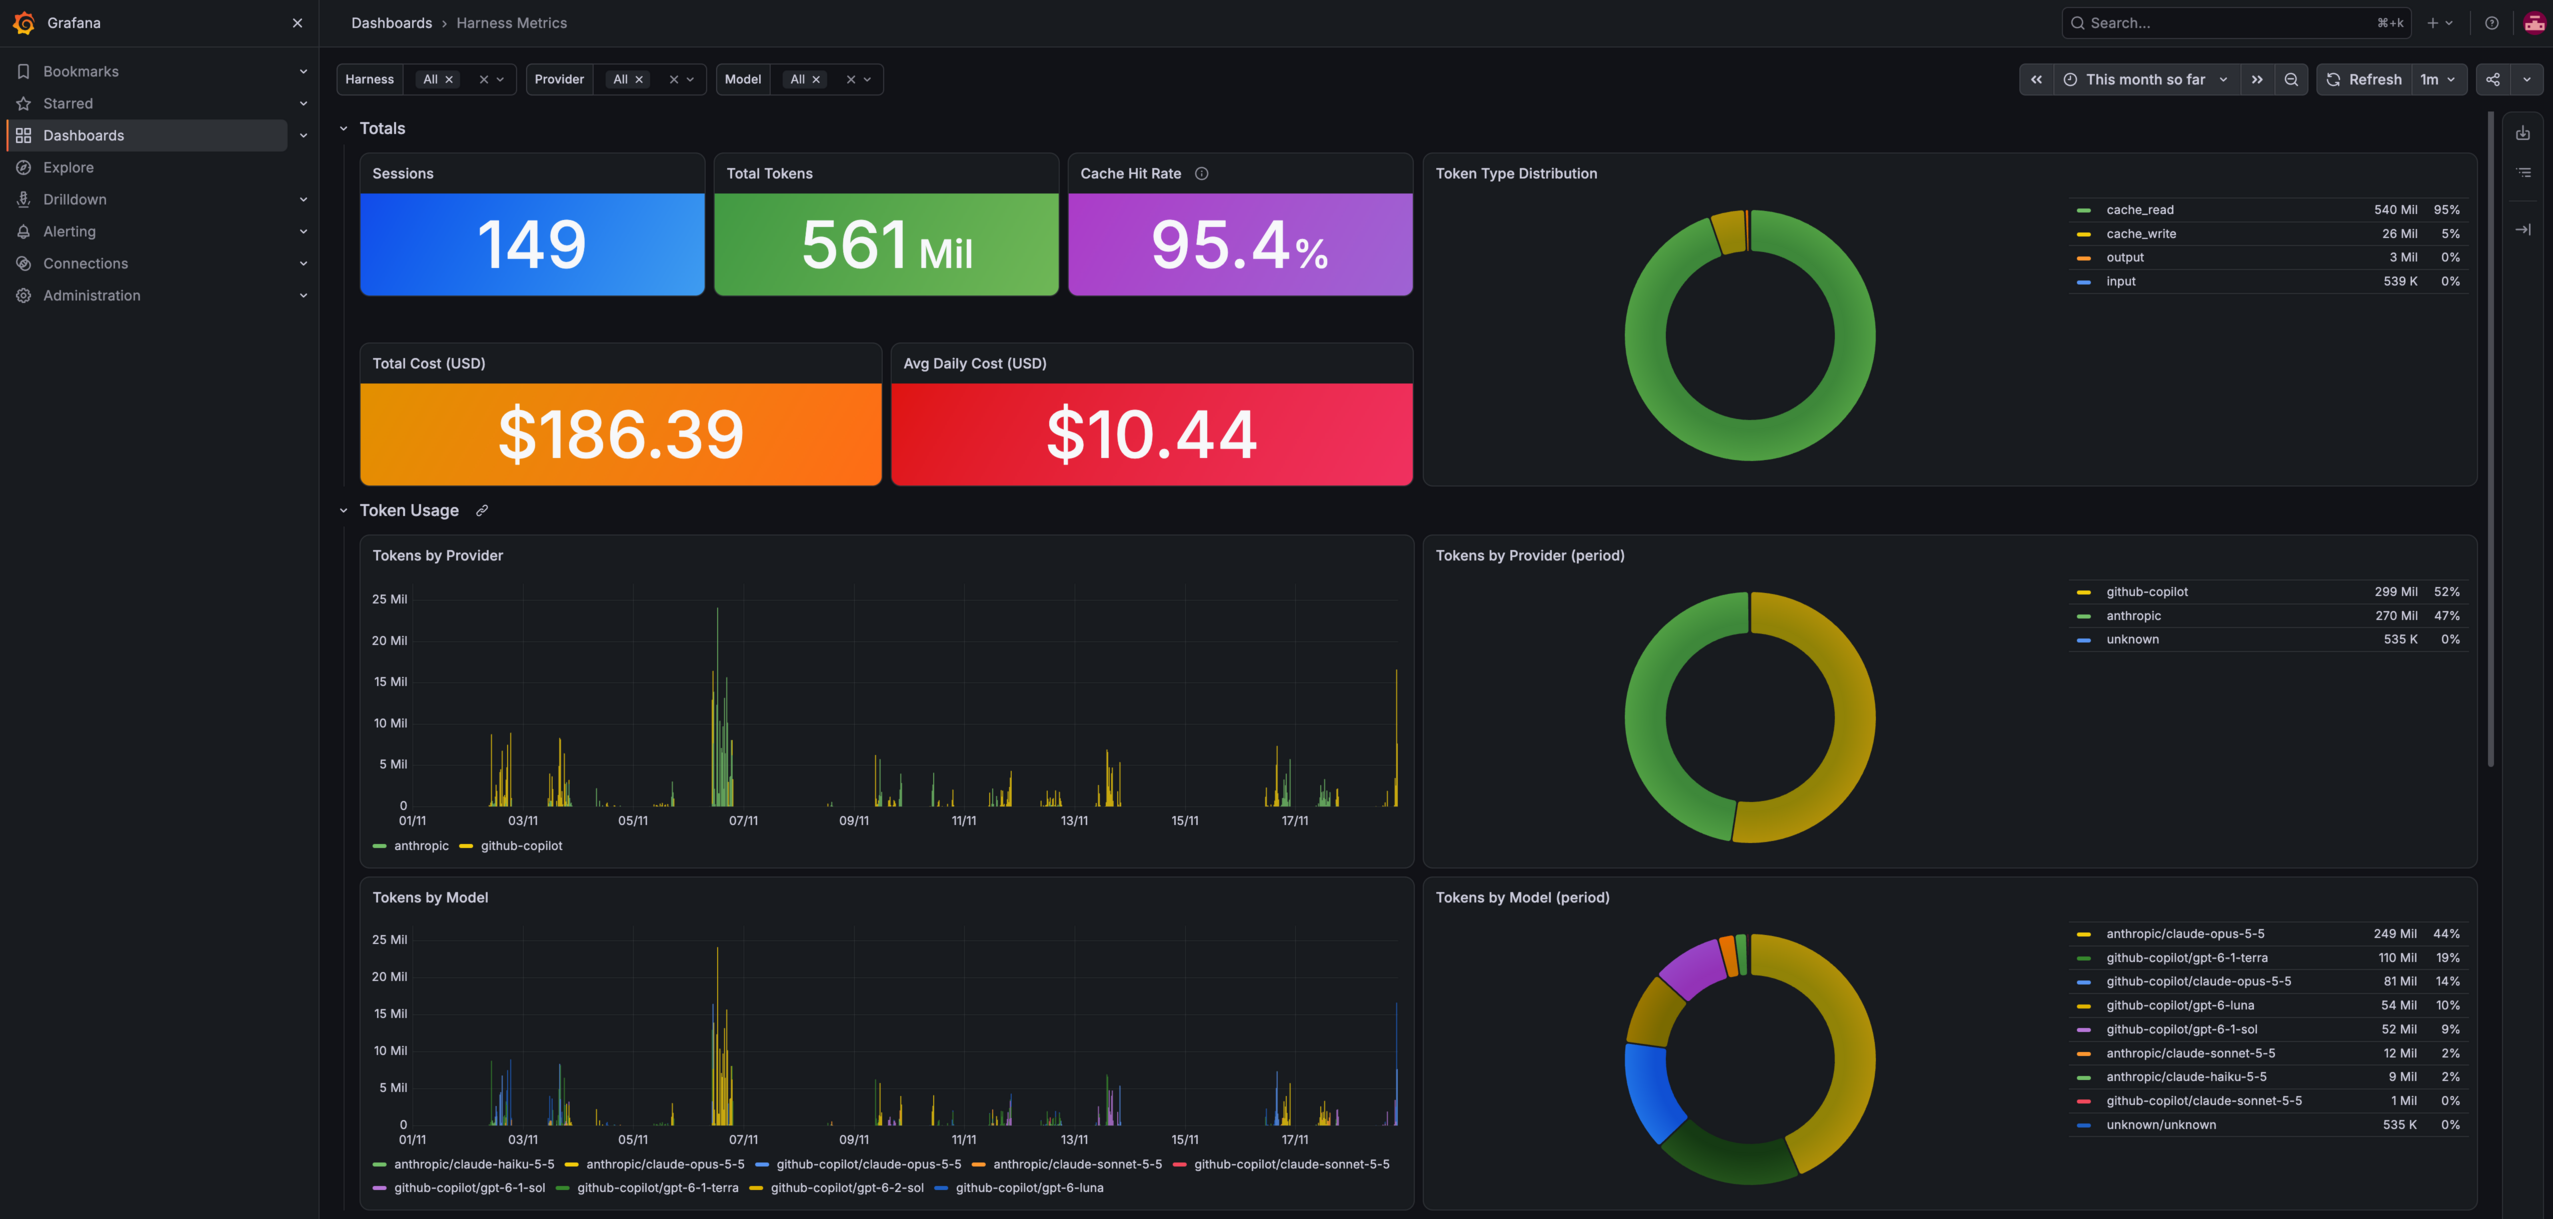 Grafana
Dashboards › Harness Metrics
Search... ⌘+k
Bookmarks
Starred
Dashboards
Explore
Drilldown
Alerting
Connections
Administration
Harness All Provider All Model All
This month so far Refresh 1m
Totals
Sessions
149
Total Tokens
561 Mil
Cache Hit Rate
95.4%
Total Cost (USD)
$186.39
Avg Daily Cost (USD)
$10.44
Token Type Distribution
cache_read 540 Mil 95%
cache_write 26 Mil 5%
output 3 Mil 0%
input 539 K 0%
Token Usage
Tokens by Provider
25 Mil
20 Mil
15 Mil
10 Mil
5 Mil
0
01/11 03/11 05/11 07/11 09/11 11/11 13/11 15/11 17/11
anthropic github-copilot
Tokens by Provider (period)
github-copilot 299 Mil 52%
anthropic 270 Mil 47%
unknown 535 K 0%
Tokens by Model
25 Mil
20 Mil
15 Mil
10 Mil
5 Mil
0
01/11 03/11 05/11 07/11 09/11 11/11 13/11 15/11 17/11
anthropic/claude-haiku-5-5 anthropic/claude-opus-5-5 github-copilot/claude-opus-5-5 anthropic/claude-sonnet-5-5 github-copilot/claude-sonnet-5-5
github-copilot/gpt-6-1-sol github-copilot/gpt-6-1-terra github-copilot/gpt-6-2-sol github-copilot/gpt-6-luna
Tokens by Model (period)
anthropic/claude-opus-5-5 249 Mil 44%
github-copilot/gpt-6-1-terra 110 Mil 19%
github-copilot/claude-opus-5-5 81 Mil 14%
github-copilot/gpt-6-luna 54 Mil 10%
github-copilot/gpt-6-1-sol 52 Mil 9%
anthropic/claude-sonnet-5-5 12 Mil 2%
anthropic/claude-haiku-5-5 9 Mil 2%
github-copilot/claude-sonnet-5-5 1 Mil 0%
unknown/unknown 535 K 0%